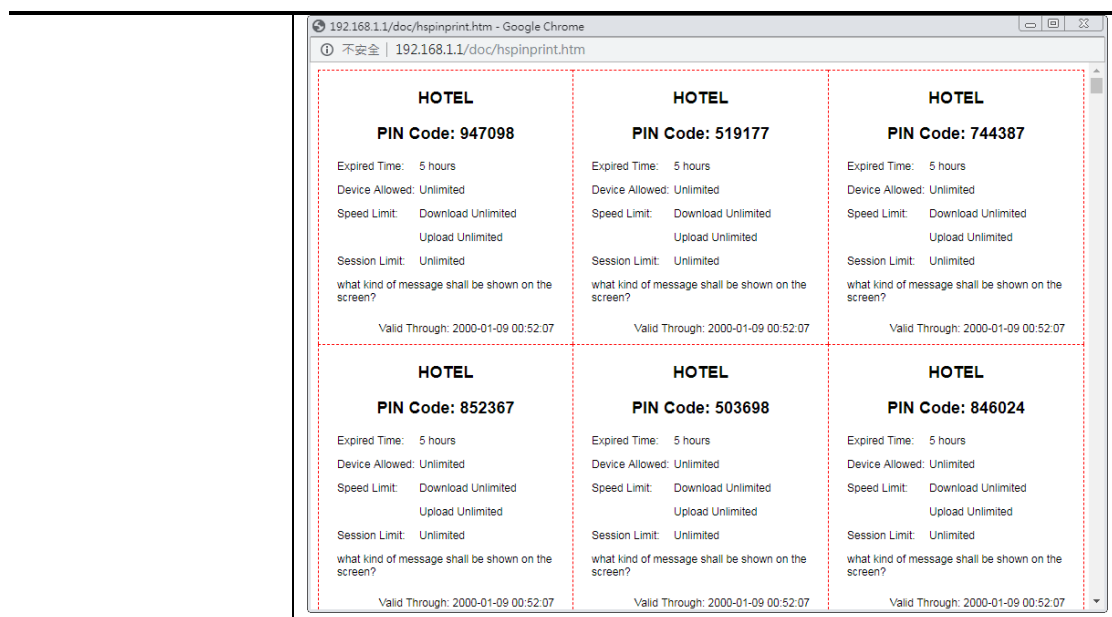 192.168.1.1/doc/hspinprint.htm - Google Chrome
不安全 | 192.168.1.1/doc/hspinprint.htm
HOTEL
PIN Code: 947098
Expired Time: 5 hours
Device Allowed: Unlimited
Speed Limit: Download Unlimited
Upload Unlimited
Session Limit: Unlimited
what kind of message shall be shown on the
screen?
Valid Through: 2000-01-09 00:52:07
HOTEL
PIN Code: 519177
Expired Time: 5 hours
Device Allowed: Unlimited
Speed Limit: Download Unlimited
Upload Unlimited
Session Limit: Unlimited
what kind of message shall be shown on the
screen?
Valid Through: 2000-01-09 00:52:07
HOTEL
PIN Code: 744387
Expired Time: 5 hours
Device Allowed: Unlimited
Speed Limit: Download Unlimited
Upload Unlimited
Session Limit: Unlimited
what kind of message shall be shown on the
screen?
Valid Through: 2000-01-09 00:52:07
HOTEL
PIN Code: 852367
Expired Time: 5 hours
Device Allowed: Unlimited
Speed Limit: Download Unlimited
Upload Unlimited
Session Limit: Unlimited
what kind of message shall be shown on the
screen?
Valid Through: 2000-01-09 00:52:07
HOTEL
PIN Code: 503698
Expired Time: 5 hours
Device Allowed: Unlimited
Speed Limit: Download Unlimited
Upload Unlimited
Session Limit: Unlimited
what kind of message shall be shown on the
screen?
Valid Through: 2000-01-09 00:52:07
HOTEL
PIN Code: 846024
Expired Time: 5 hours
Device Allowed: Unlimited
Speed Limit: Download Unlimited
Upload Unlimited
Session Limit: Unlimited
what kind of message shall be shown on the
screen?
Valid Through: 2000-01-09 00:52:07